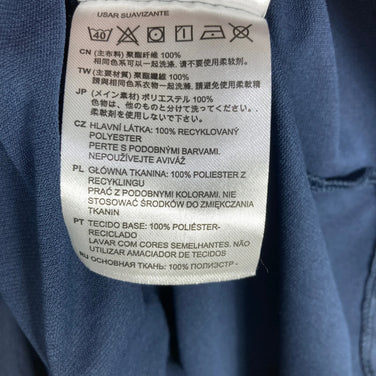 USAR SUAVIZANTE
40
CN (主布料) 聚酯纤维 100%
相同色系可以一起洗涤. 请不要使用柔软剂.
TW (主要材質) 聚酯纖維 100%
與相同色系衣物一起洗滌. 請避免使用柔軟精
JP (メイン素材) ポリエステル 100%
色物は、他のものと分けて洗ってください。.
柔軟剤を使用しないで下さい.
CZ HLAVNÍ LÁTKA: 100% RECYKLOVANÝ
POLYESTER
PERTE S PODOBNÝMI BARVAMI.
NEPOUŽÍVEJTE AVIVÁŽ
PL GŁÓWNA TKANINA: 100% POLIESTER Z
RECYKLINGU
PRAĆ Z PODOBNYMI KOLORAMI. NIE
STOSOWAĆ ŚRODKÓW DO ZMIĘKCZANIA
TKANIN
PT TECIDO BASE: 100% POLIÉSTER-
RECICLADO
LAVAR COM CORES SEMELHANTES. NÃO
UTILIZAR AMACIADOR DE TECIDOS
RU ОСНОВНАЯ ТКАНЬ: 100% ПОЛИЭСТР-